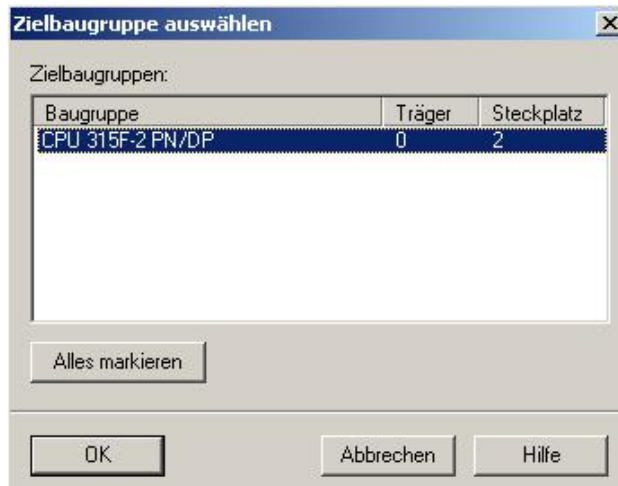 Zielbaugruppe auswählen
Zielbaugruppen:
Baugruppe Träger Steckplatz
CPU 315F-2 PN/DP 0 2
Alles markieren
OK Abbrechen Hilfe